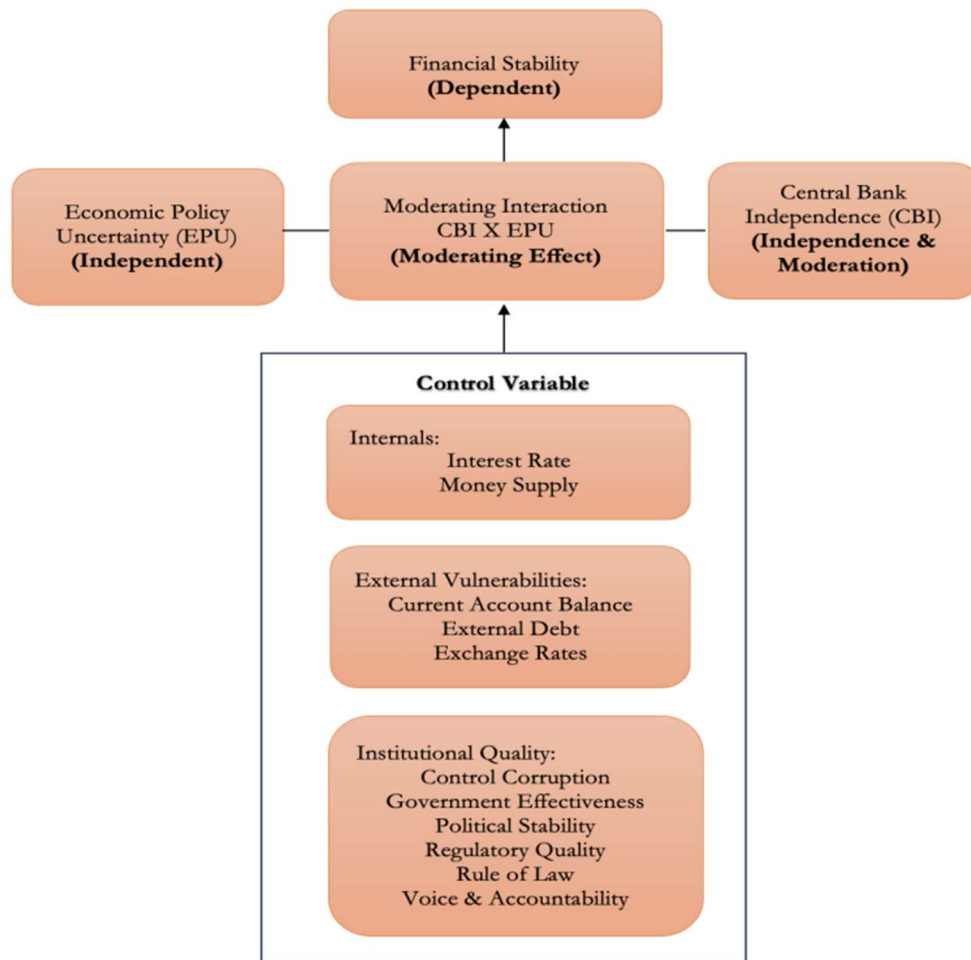 Financial Stability
(Dependent)
Economic Policy
Uncertainty (EPU)
(Independent)
Moderating Interaction
CBI X EPU
(Moderating Effect)
Central Bank
Independence (CBI)
(Independence &
Moderation)
Control Variable
Internals:
Interest Rate
Money Supply
External Vulnerabilities:
Current Account Balance
External Debt
Exchange Rates
Institutional Quality:
Control Corruption
Government Effectiveness
Political Stability
Regulatory Quality
Rule of Law
Voice & Accountability